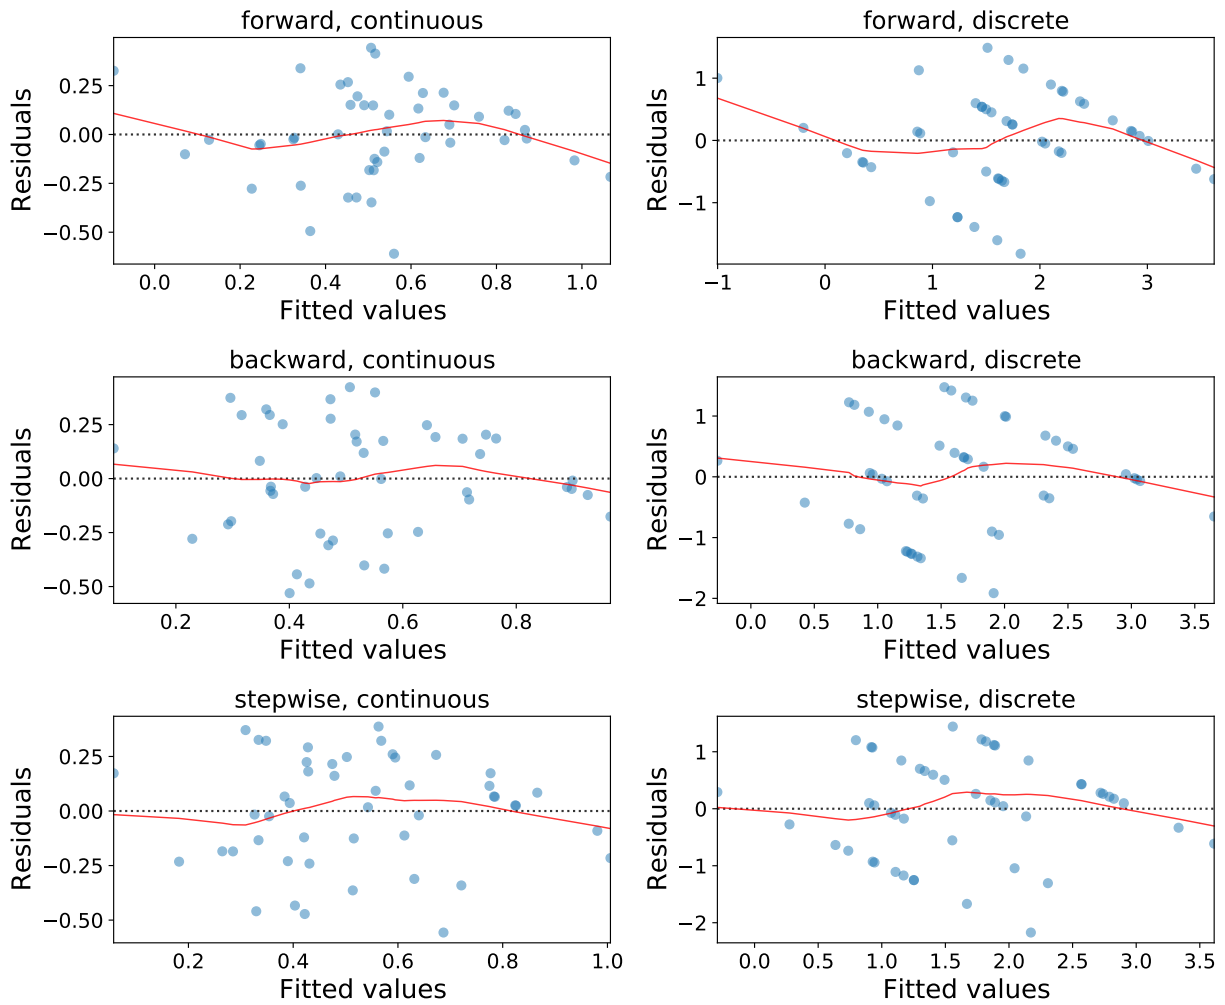 forward, continuous
Residuals
0.25
0.00
−0.25
−0.50
0.0 0.2 0.4 0.6 0.8 1.0
Fitted values
forward, discrete
Residuals
1
0
−1
−1 0 1 2 3
Fitted values
backward, continuous
Residuals
0.25
0.00
−0.25
−0.50
0.2 0.4 0.6 0.8
Fitted values
backward, discrete
Residuals
1
0
−1
−2
0.0 0.5 1.0 1.5 2.0 2.5 3.0 3.5
Fitted values
stepwise, continuous
Residuals
0.25
0.00
−0.25
−0.50
0.2 0.4 0.6 0.8 1.0
Fitted values
stepwise, discrete
Residuals
1
0
−1
−2
0.0 0.5 1.0 1.5 2.0 2.5 3.0 3.5
Fitted values